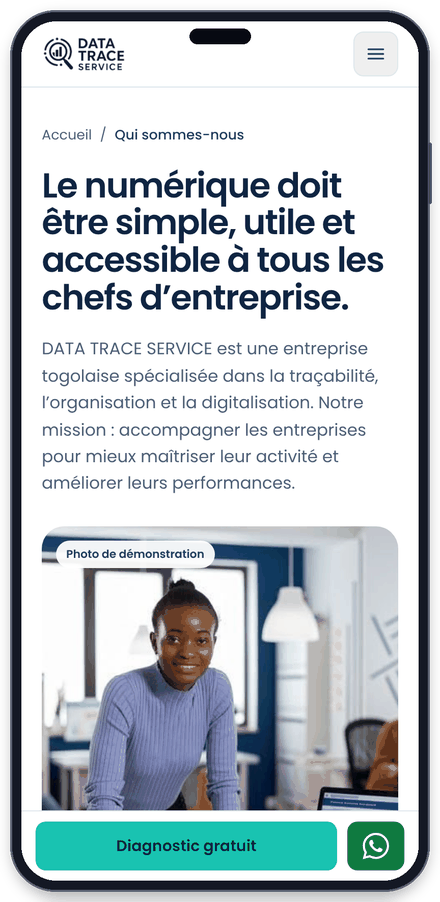 DATA
TRACE
SERVICE
Accueil / Qui sommes-nous
Le numérique doit
être simple, utile et
accessible à tous les
chefs d’entreprise.
DATA TRACE SERVICE est une entreprise
togolaise spécialisée dans la traçabilité,
l’organisation et la digitalisation. Notre
mission : accompagner les entreprises
pour mieux maîtriser leur activité et
améliorer leurs performances.
Photo de démonstration
Diagnostic gratuit